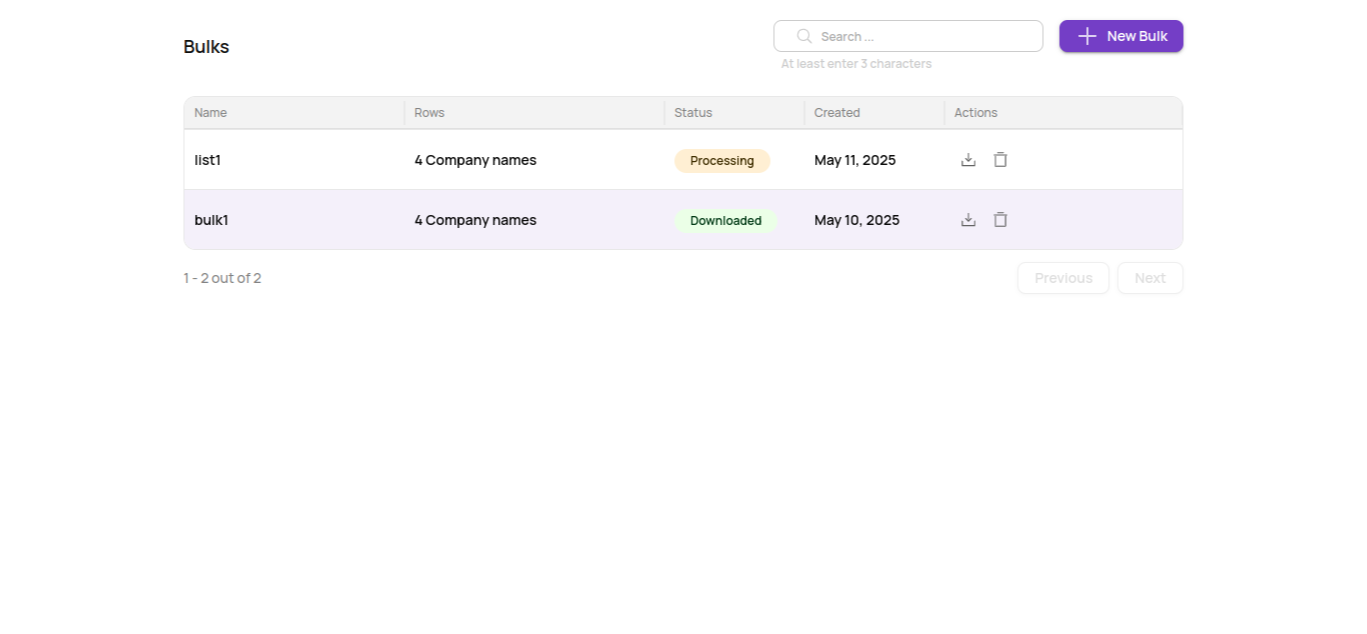 Bulks
Search ...
New Bulk
At least enter 3 characters
Name Rows Status Created Actions
list1 4 Company names Processing May 11, 2025
bulk1 4 Company names Downloaded May 10, 2025
1 - 2 out of 2
Previous Next